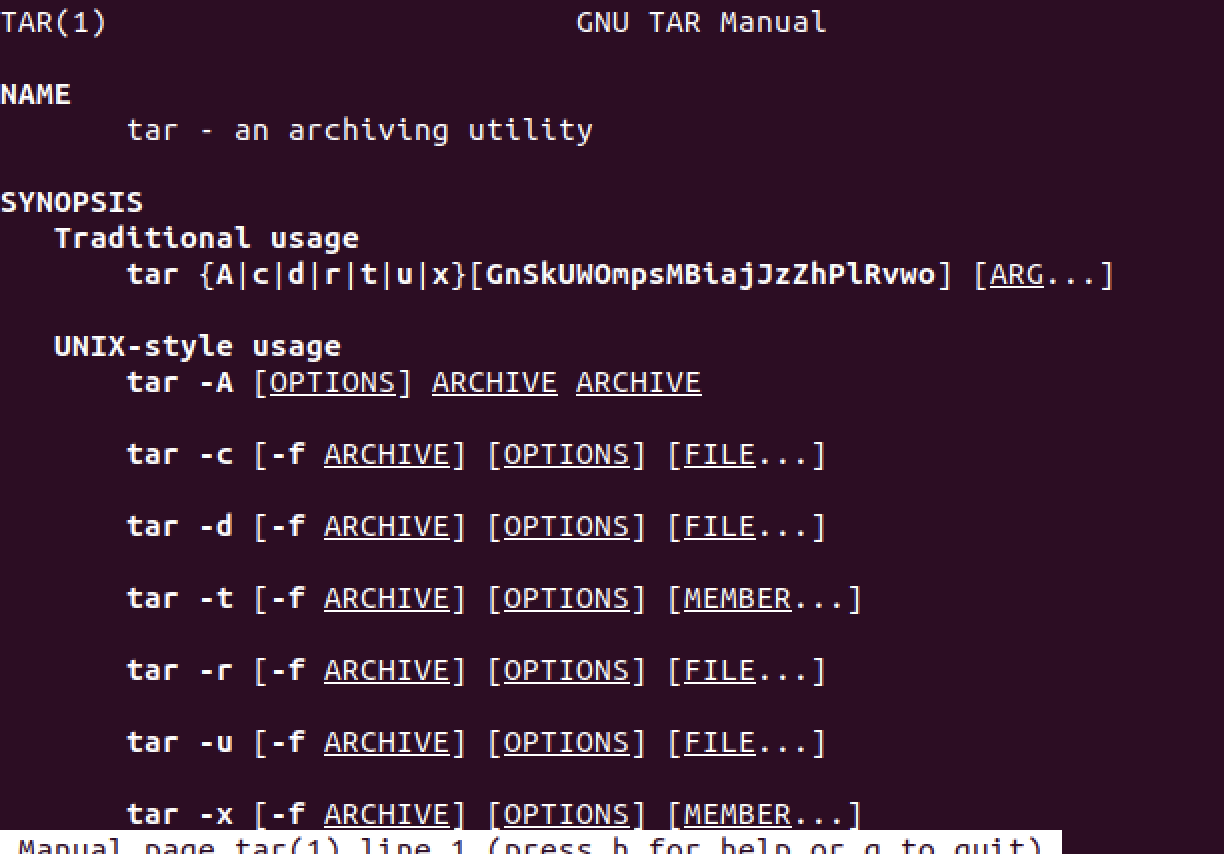 TAR(1) GNU TAR Manual
NAME
tar - an archiving utility
SYNOPSIS
Traditional usage
tar {A|c|d|r|t|u|x}[GnSkUWOmpsMBiajJzZhPlRvwo] [ARG...]
UNIX-style usage
tar -A [OPTIONS] ARCHIVE ARCHIVE
tar -c [-f ARCHIVE] [OPTIONS] [FILE...]
tar -d [-f ARCHIVE] [OPTIONS] [FILE...]
tar -t [-f ARCHIVE] [OPTIONS] [MEMBER...]
tar -r [-f ARCHIVE] [OPTIONS] [FILE...]
tar -u [-f ARCHIVE] [OPTIONS] [FILE...]
tar -x [-f ARCHIVE] [OPTIONS] [MEMBER...]
Manual page tar(1) line 1 (press h for help or q to quit)